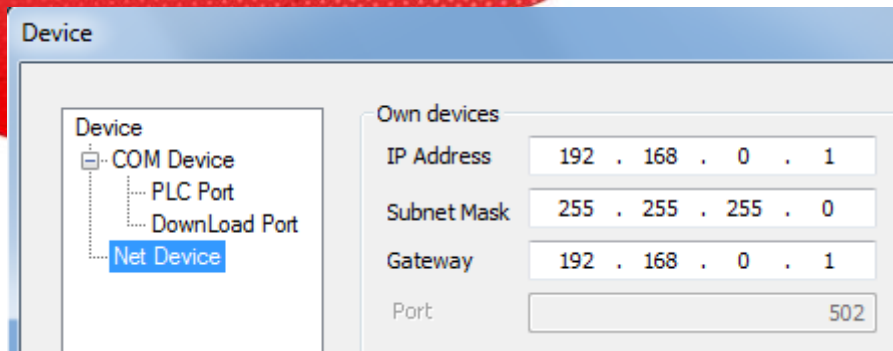 Device
Device
COM Device
PLC Port
DownLoad Port
Net Device
Own devices
IP Address 192 . 168 . 0 . 1
Subnet Mask 255 . 255 . 255 . 0
Gateway 192 . 168 . 0 . 1
Port 502